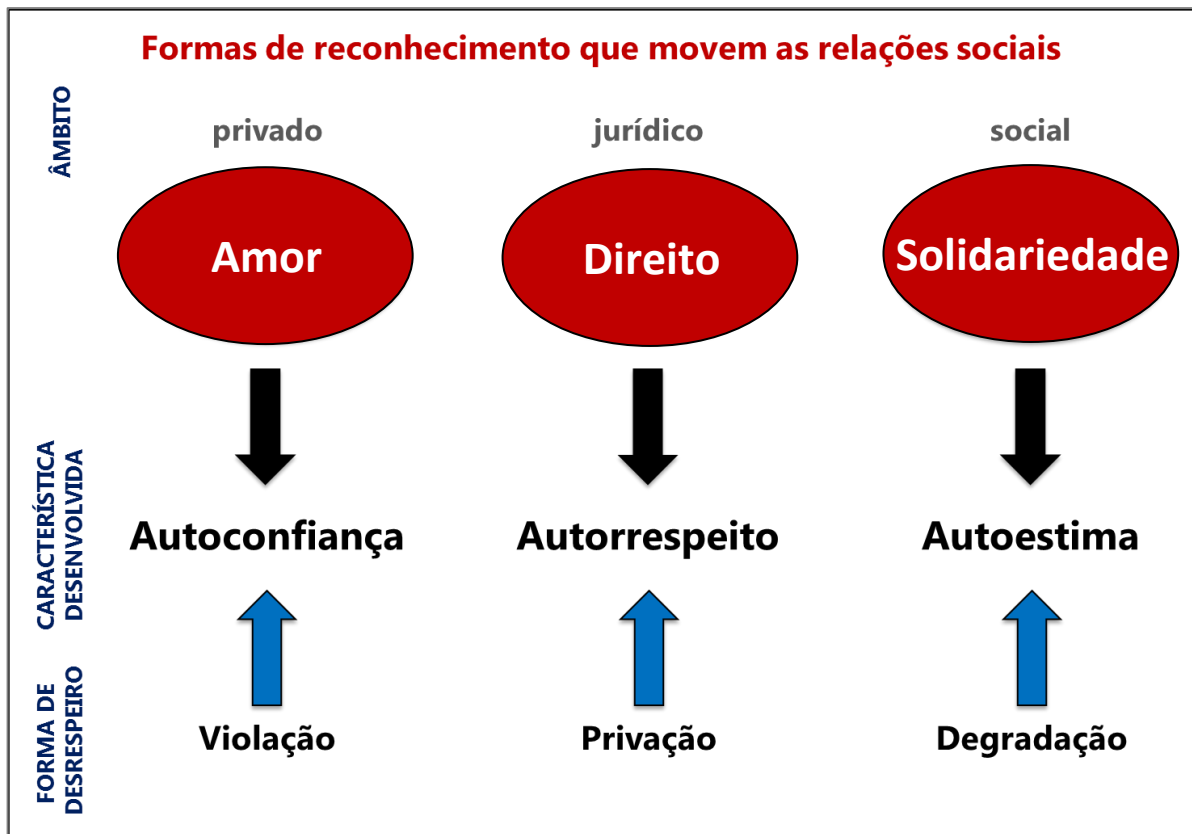 Formas de reconhecimento que movem as relações sociais
ÂMBITO
privado
jurídico
social
Amor
Direito
Solidariedade
CARACTERÍSTICA
DESENVOLVIDA
Autoconfiança
Autorrespeito
Autoestima
FORMA DE
DESRESPEIRO
Violação
Privação
Degradação